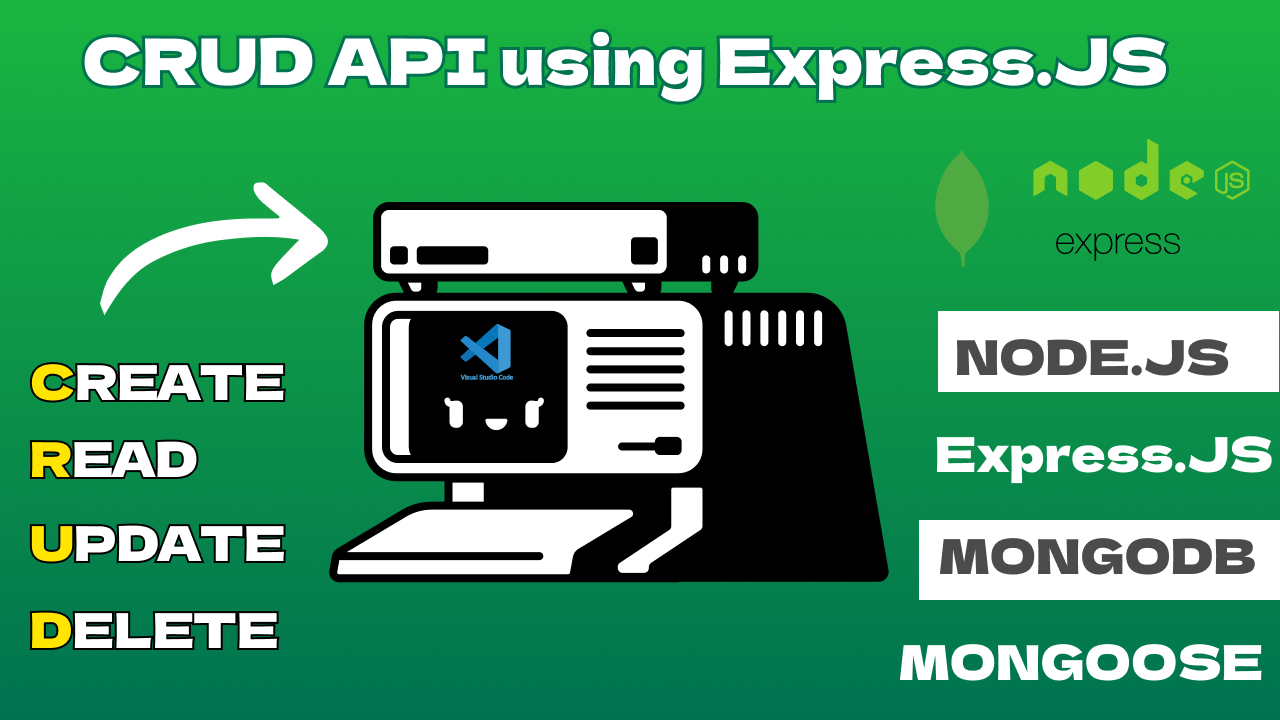 CRUD API using Express.JS
node
JS
express
Visual Studio Code
CREATE
READ
UPDATE
DELETE
NODE.JS
Express.JS
MONGODB
MONGOOSE